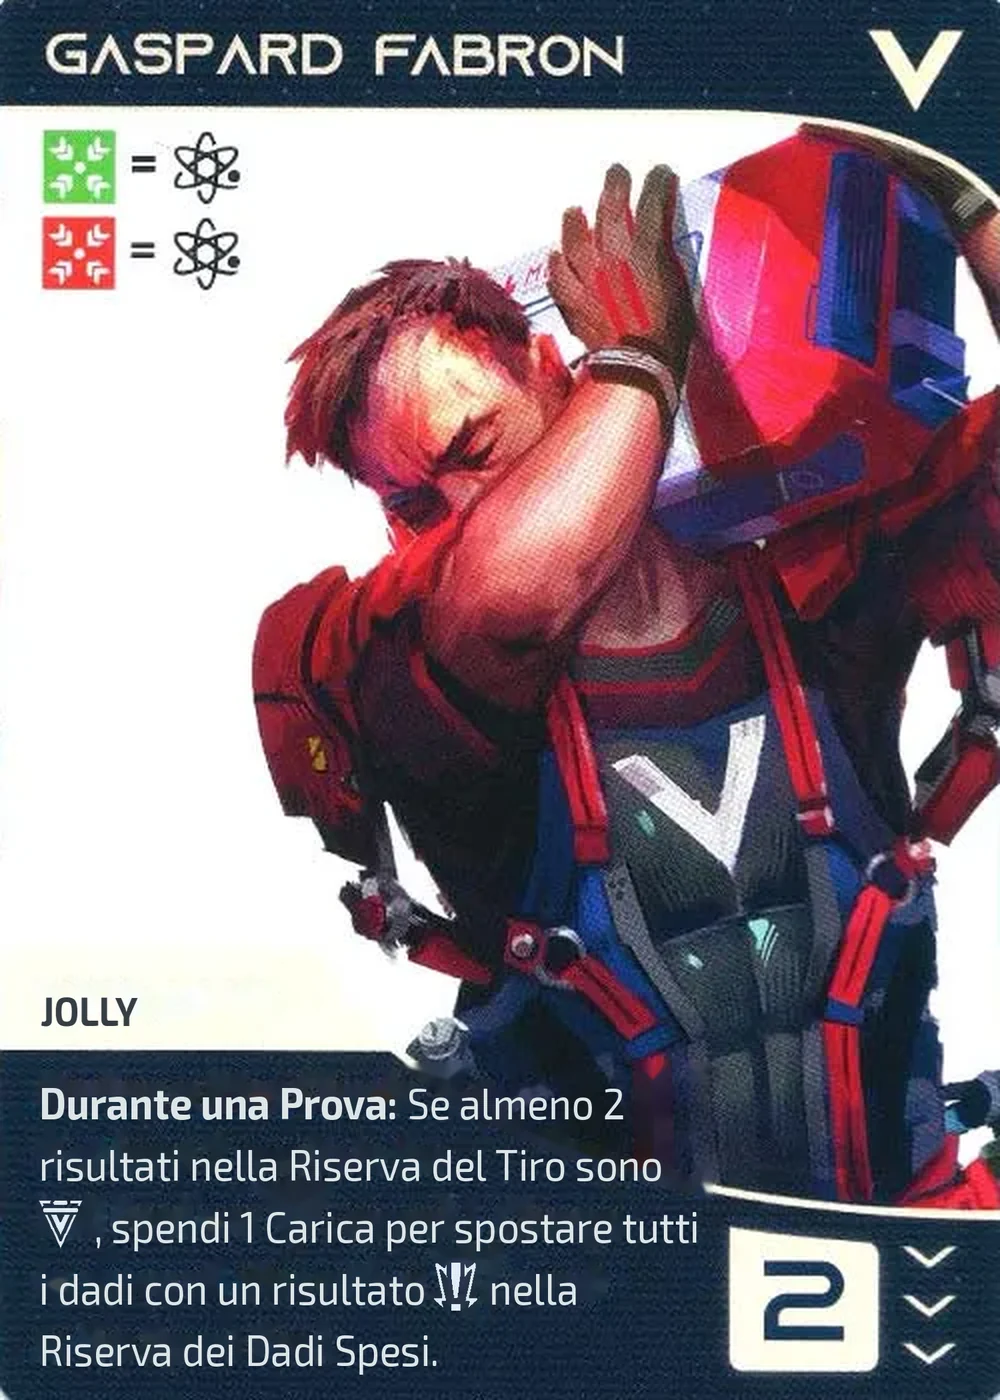 GASPARD FABRON
V
=
=
V
JOLLY
Durante una Prova: Se almeno 2
risultati nella Riserva del Tiro sono
, spendi 1 Carica per spostare tutti
i dadi con un risultato nella
Riserva dei Dadi Spesi.
2